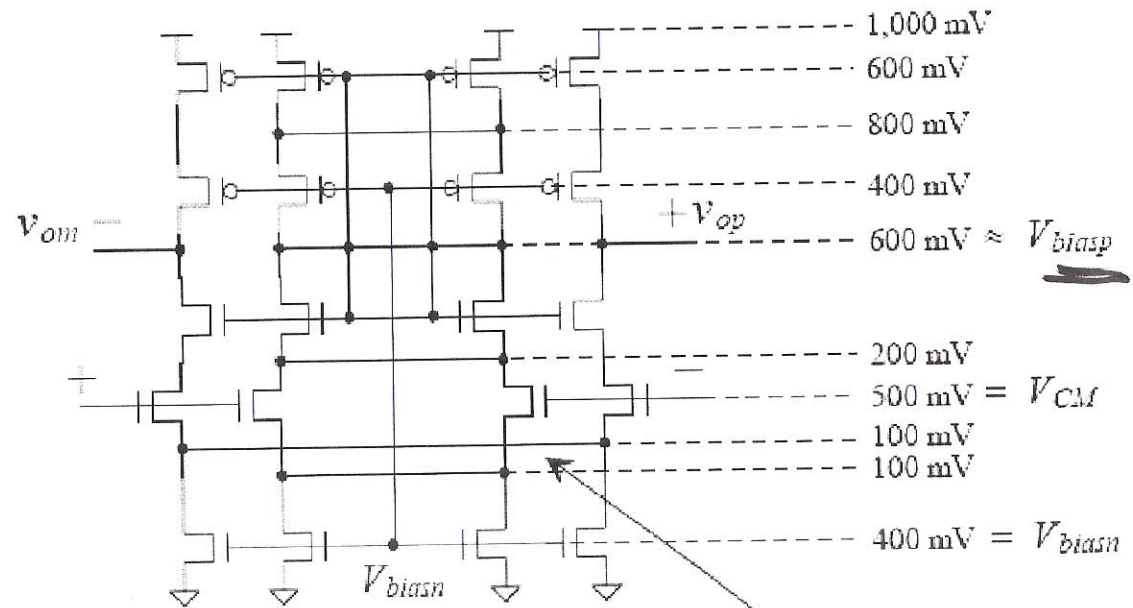 1,000 mV
600 mV
800 mV
400 mV
v_om −
+ v_op
600 mV ≈ V_biasp
200 mV
+
−
500 mV = V_CM
100 mV
100 mV
400 mV = V_biasn
V_biasn